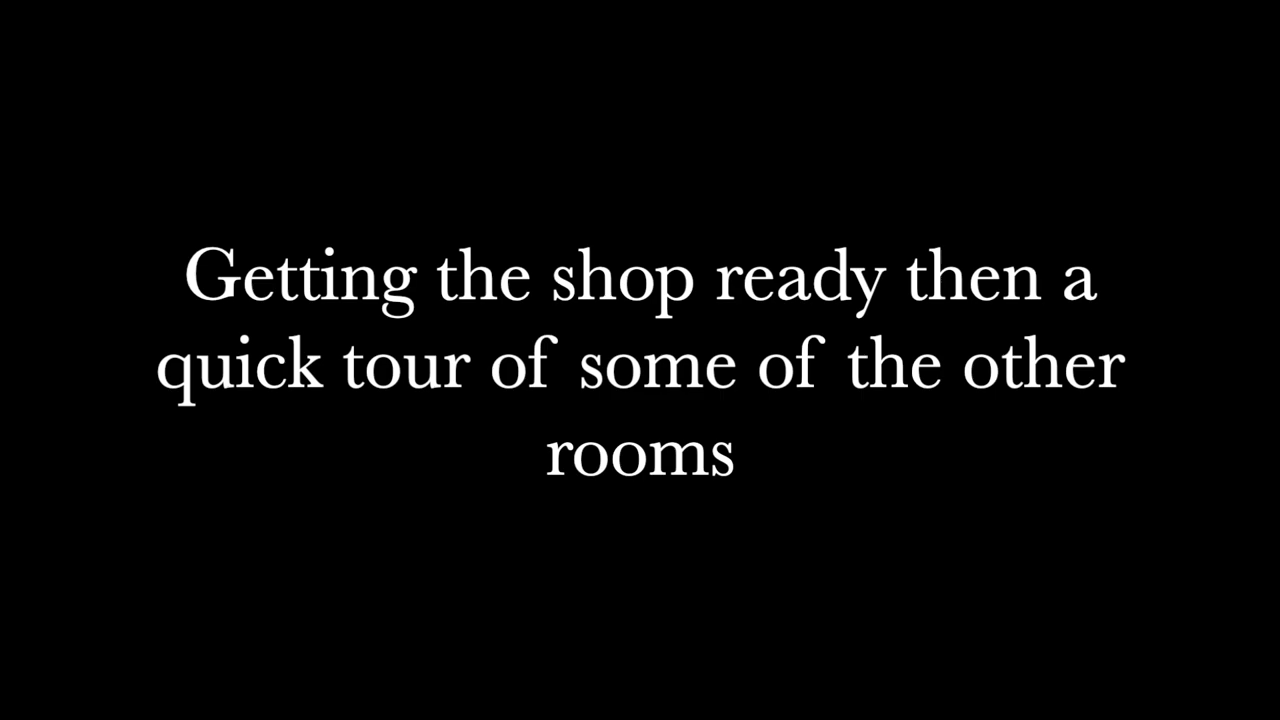 Getting the shop ready then a
quick tour of some of the other
rooms